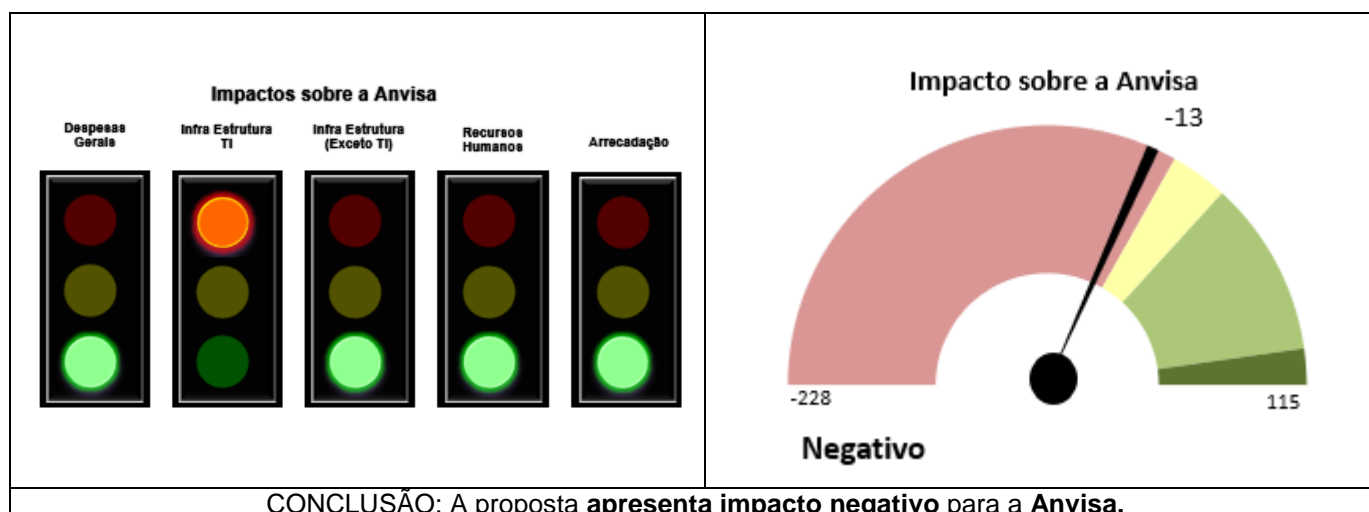 Impactos sobre a Anvisa
Despesas
Gerais
Infra Estrutura
TI
Infra Estrutura
(Exceto TI)
Recursos
Humanos
Arrecadação
Impacto sobre a Anvisa
-13
-228
115
Negativo
CONCLUSÃO: A proposta apresenta impacto negativo para a Anvisa.